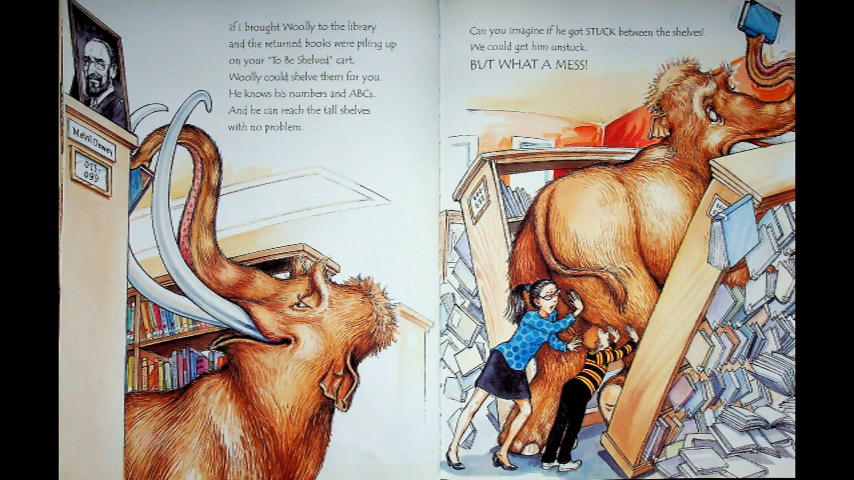 If I brought Woolly to the library
and the returned books were piling up
on your "To Be Shelved" cart,
Woolly could shelve them for you.
He knows his numbers and ABCs.
And he can reach the tall shelves
with no problem.
Melvil Dewey
Can you imagine if he got STUCK between the shelves!
We could get him unstuck.
BUT WHAT A MESS!